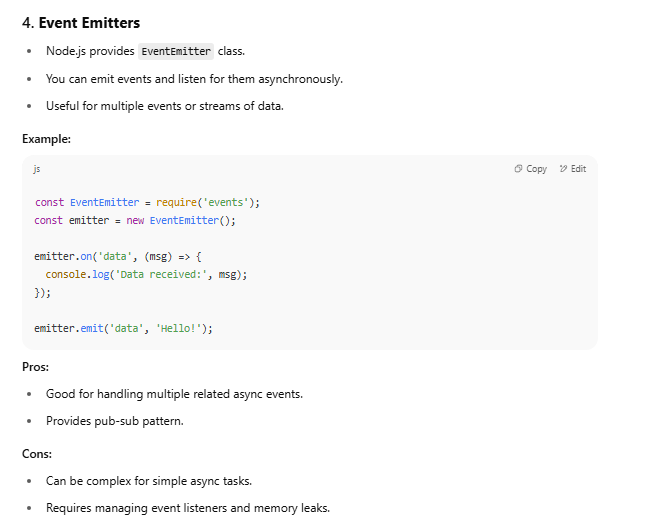 4. Event Emitters
• Node.js provides EventEmitter class.
• You can emit events and listen for them asynchronously.
• Useful for multiple events or streams of data.
Example:
js Copy Edit
const EventEmitter = require('events');
const emitter = new EventEmitter();
emitter.on('data', (msg) => {
  console.log('Data received:', msg);
});
emitter.emit('data', 'Hello!');
Pros:
• Good for handling multiple related async events.
• Provides pub-sub pattern.
Cons:
• Can be complex for simple async tasks.
• Requires managing event listeners and memory leaks.